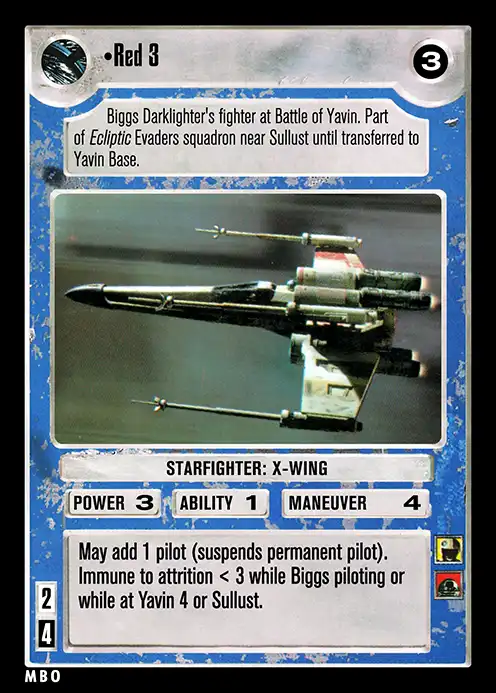 •Red 3
3
Biggs Darklighter's fighter at Battle of Yavin. Part
of Ecliptic Evaders squadron near Sullust until transferred to
Yavin Base.
STARFIGHTER: X-WING
POWER 3 ABILITY 1 MANEUVER 4
May add 1 pilot (suspends permanent pilot).
Immune to attrition < 3 while Biggs piloting or
while at Yavin 4 or Sullust.
2
4
MBO